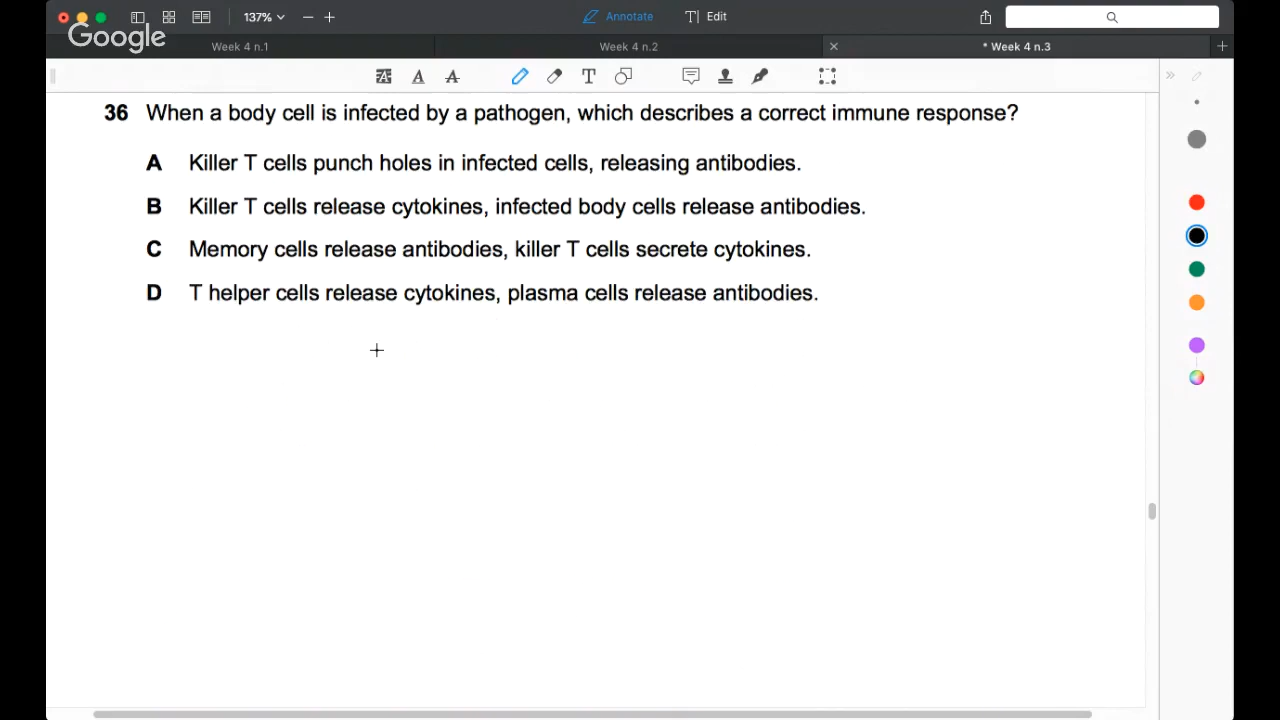 137%
Annotate
T| Edit
Google
Week 4 n.1
Week 4 n.2
* Week 4 n.3
36 When a body cell is infected by a pathogen, which describes a correct immune response?
A Killer T cells punch holes in infected cells, releasing antibodies.
B Killer T cells release cytokines, infected body cells release antibodies.
C Memory cells release antibodies, killer T cells secrete cytokines.
D T helper cells release cytokines, plasma cells release antibodies.